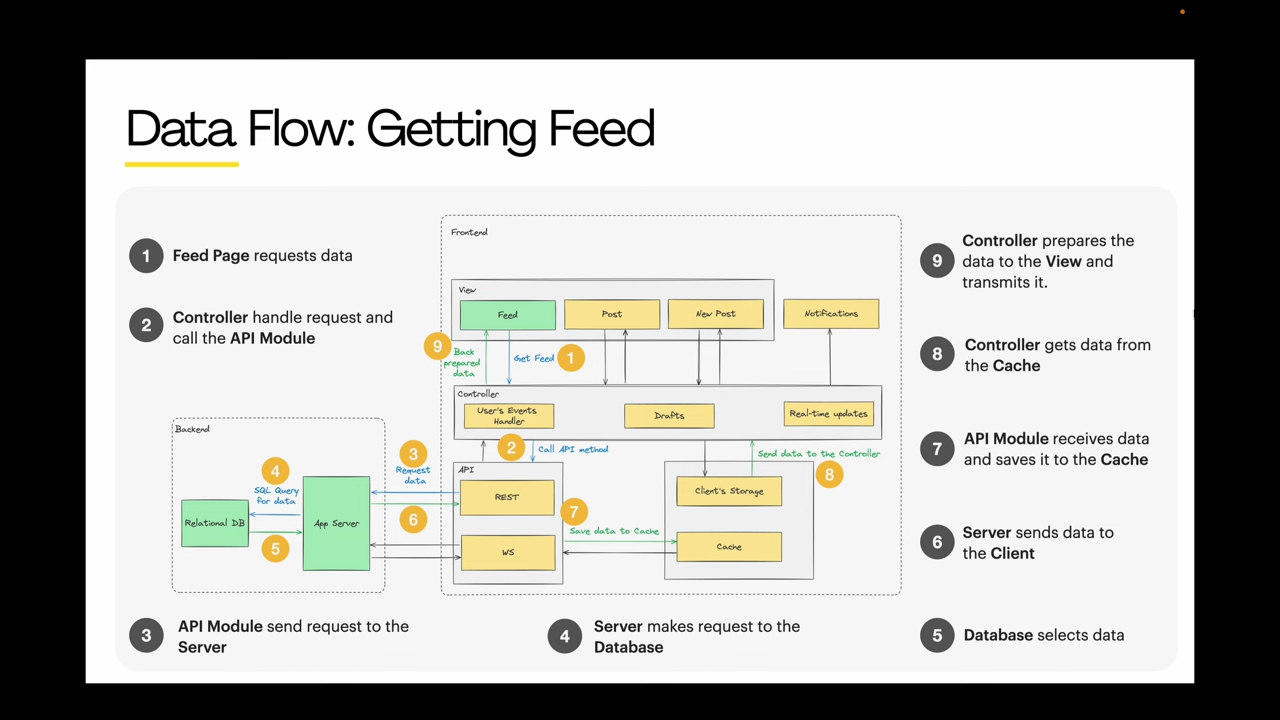 Data Flow: Getting Feed
1
Feed Page requests data
2
Controller handle request and
call the API Module
Frontend
View
Feed
Post
New Post
Notifications
9
Back
prepared
data
Get Feed
1
Controller
User's Events
Handler
Drafts
Real-time updates
2
Call API method
Send data to the Controller
8
Backend
4
SQL Query
for data
Relational DB
App Server
5
3
Request
data
6
API
REST
WS
7
Save data to Cache
Client's Storage
Cache
9
Controller prepares the
data to the View and
transmits it.
8
Controller gets data from
the Cache
7
API Module receives data
and saves it to the Cache
6
Server sends data to
the Client
3
API Module send request to the
Server
4
Server makes request to the
Database
5
Database selects data